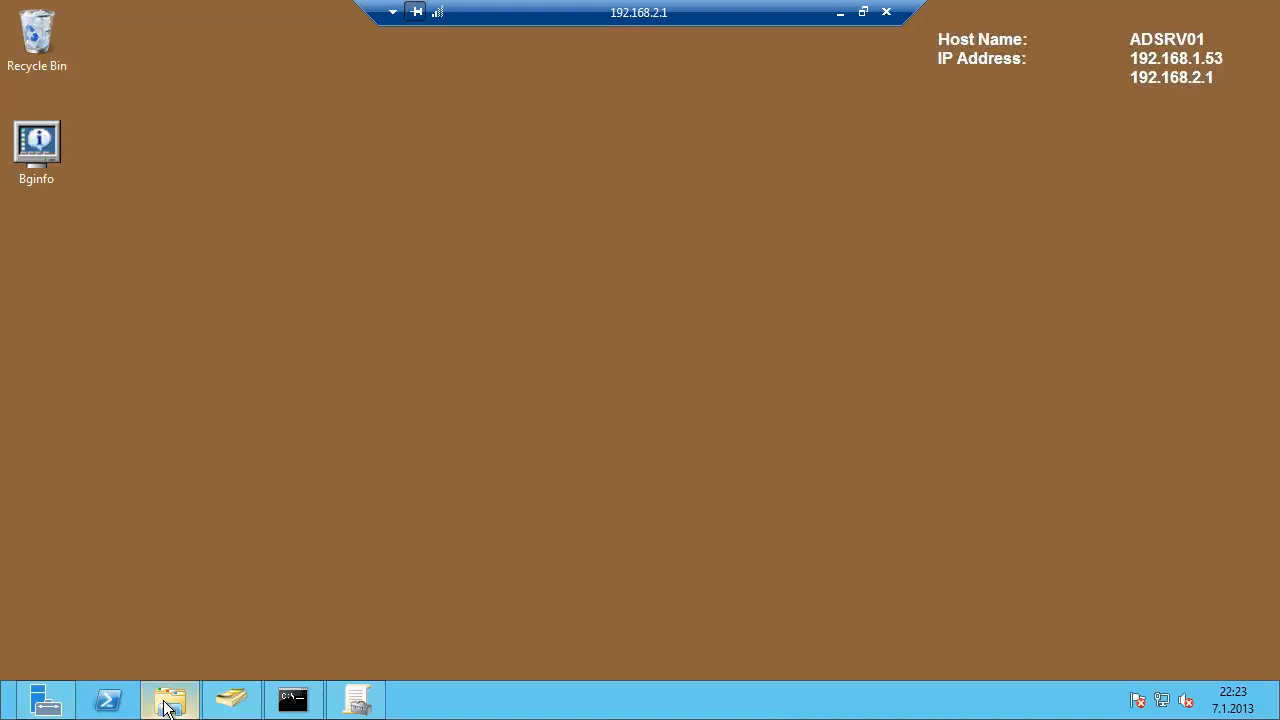 192.168.2.1
Host Name: ADSRV01
IP Address: 192.168.1.53
192.168.2.1
Recycle Bin
Bginfo
C:\_
22:23
7.1.2013